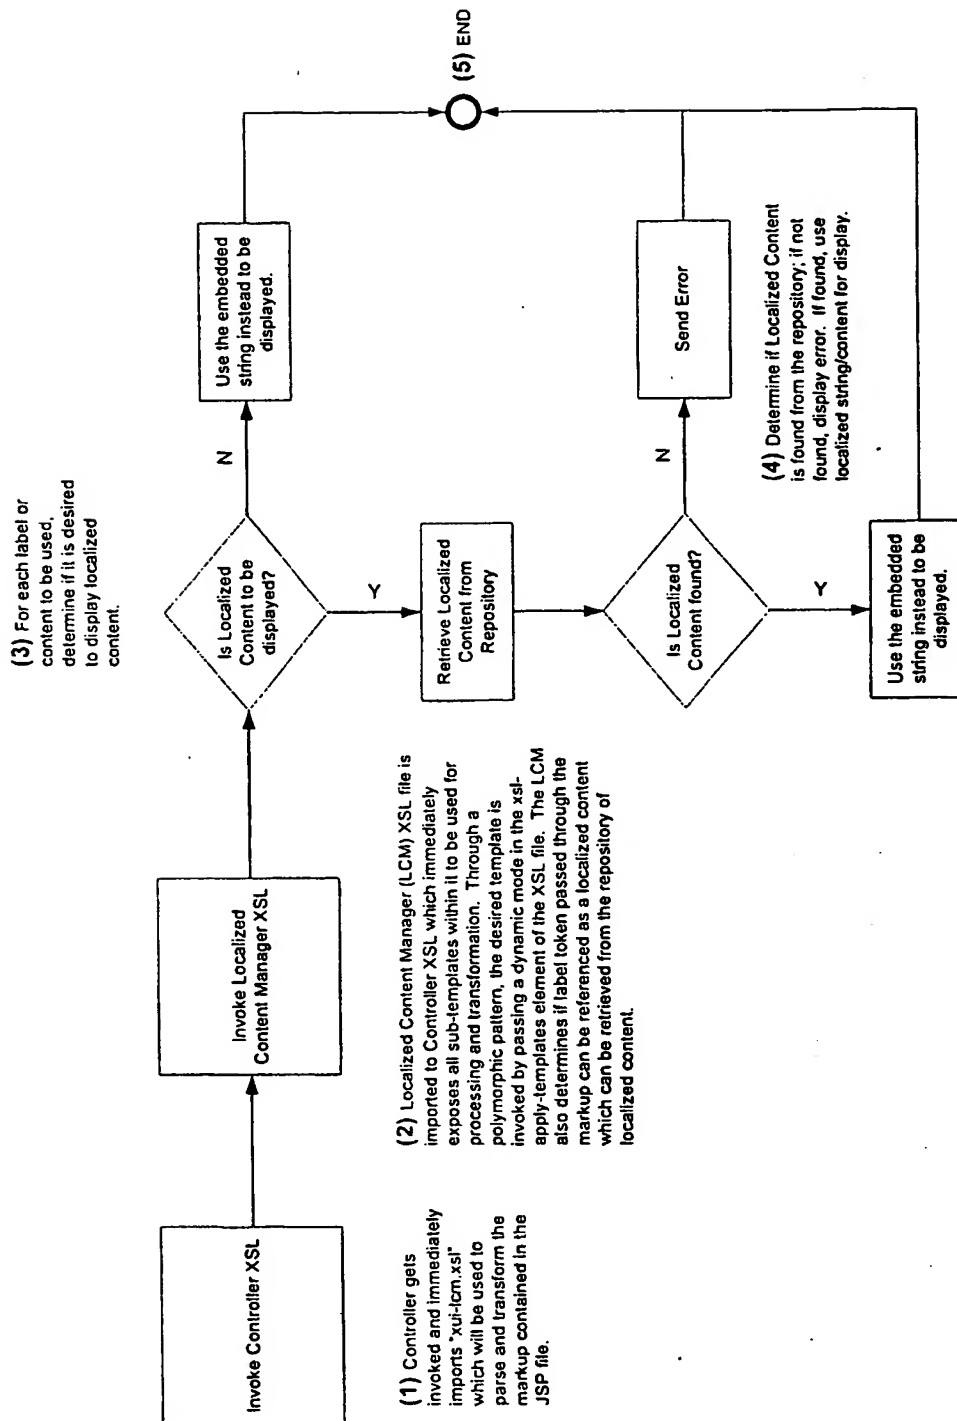 Invoke Controller XSL
(1) Controller gets
invoked and immediately
imports "xui-lcm.xsl"
which will be used to
parse and transform the
markup contained in the
JSP file.
Invoke Localized
Content Manager XSL
(2) Localized Content Manager (LCM) XSL file is
imported to Controller XSL which immediately
exposes all sub-templates within it to be used for
processing and transformation. Through a
polymorphic pattern, the desired template is
invoked by passing a dynamic mode in the xsl-
apply-templates element of the XSL file. The LCM
also determines if label token passed through the
markup can be referenced as a localized content
which can be retrieved from the repository of
localized content.
(3) For each label or
content to be used,
determine if it is desired
to display localized
content.
Is Localized
Content to be
displayed?
N
Use the embedded
string instead to be
displayed.
Y
Retrieve Localized
Content from
Repository
Is Localized
Content found?
N
Send Error
(4) Determine if Localized Content
is found from the repository; if not
found, display error. If found, use
localized string/content for display.
Y
Use the embedded
string instead to be
displayed.
(5) END